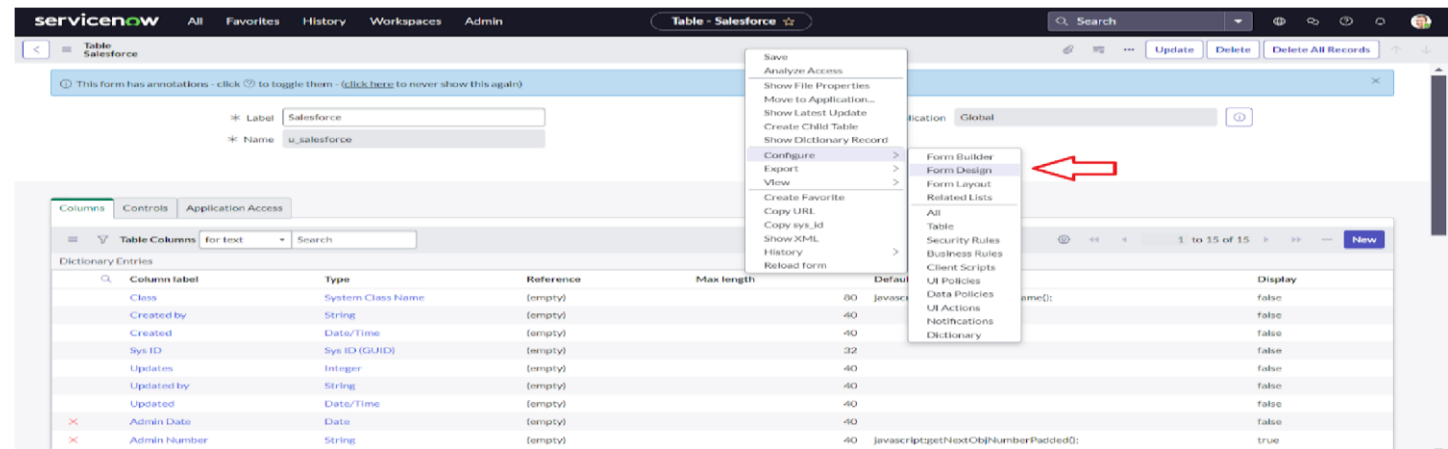 servicenow All Favorites History Workspaces Admin Table - Salesforce Search
Table
Salesforce
Update Delete Delete All Records
This form has annotations - click ? to toggle them - (click here to never show this again)
Label Salesforce
Name u_salesforce
lication Global
Save
Analyze Access
Show File Properties
Move to Application...
Show Latest Update
Create Child Table
Show Dictionary Record
Configure
Export
View
Create Favorite
Copy URL
Copy sys_id
Show XML
History
Reload form
Form Builder
Form Design
Form Layout
Related Lists
All
Table
Security Rules
Business Rules
Client Scripts
UI Policies
Data Policies
UI Actions
Notifications
Dictionary
Columns Controls Application Access
Table Columns for text Search 1 to 15 of 15 New
Dictionary Entries
Column label Type Reference Max length Defaul Display
Class System Class Name (empty) 80 javasc ame(); false
Created by String (empty) 40 false
Created Date/Time (empty) 40 false
Sys ID Sys ID (GUID) (empty) 32 false
Updates Integer (empty) 40 false
Updated by String (empty) 40 false
Updated Date/Time (empty) 40 false
Admin Date Date (empty) 40 false
Admin Number String (empty) 40 javascript:getNextObjNumberPadded(); true